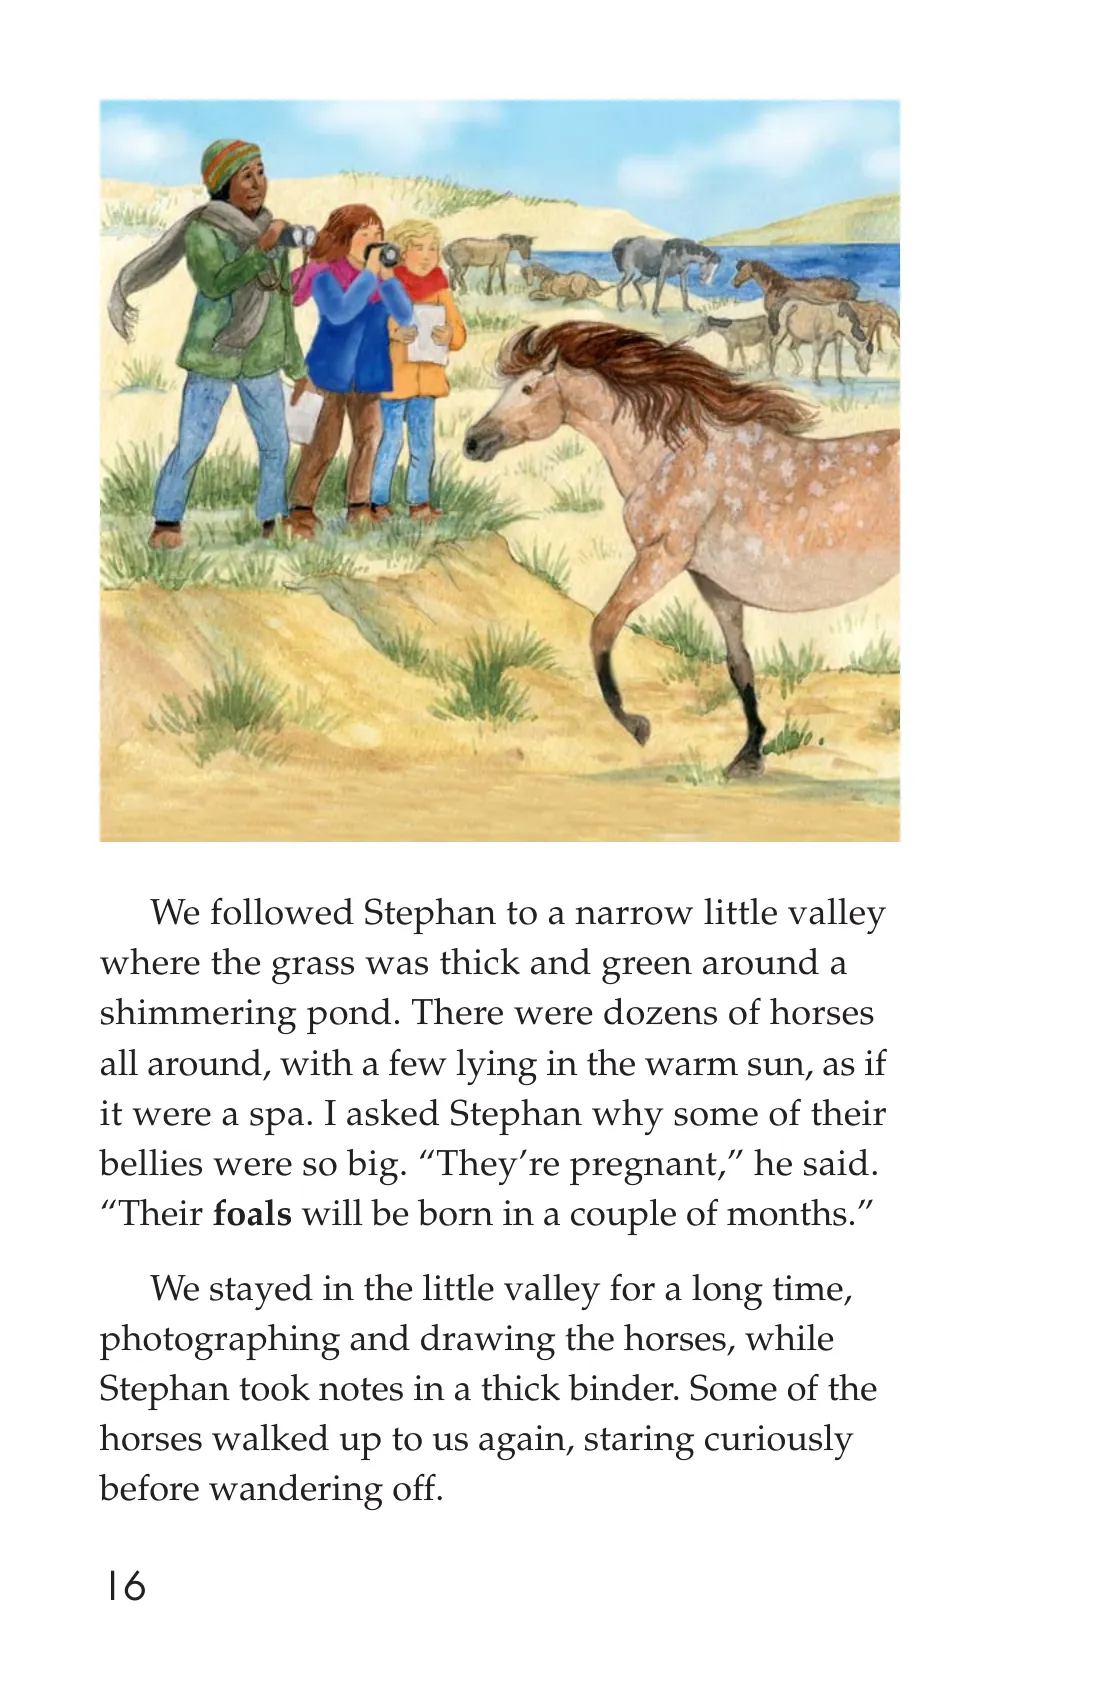 We followed Stephan to a narrow little valley
where the grass was thick and green around a
shimmering pond. There were dozens of horses
all around, with a few lying in the warm sun, as if
it were a spa. I asked Stephan why some of their
bellies were so big. “They’re pregnant,” he said.
“Their foals will be born in a couple of months.”
We stayed in the little valley for a long time,
photographing and drawing the horses, while
Stephan took notes in a thick binder. Some of the
horses walked up to us again, staring curiously
before wandering off.
16